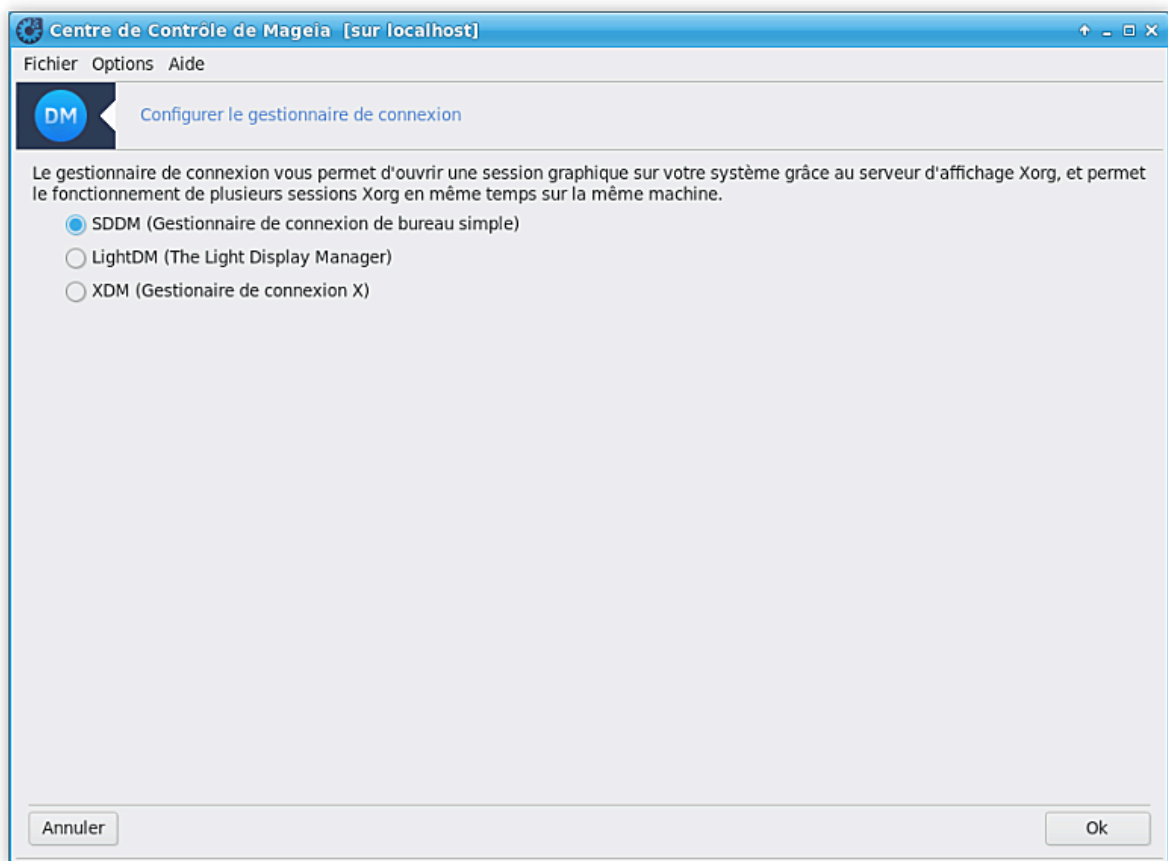 Centre de Contrôle de Mageia [sur localhost]
Fichier Options Aide
DM
Configurer le gestionnaire de connexion
Le gestionnaire de connexion vous permet d'ouvrir une session graphique sur votre système grâce au serveur d'affichage Xorg, et permet
le fonctionnement de plusieurs sessions Xorg en même temps sur la même machine.
SDDM (Gestionnaire de connexion de bureau simple)
LightDM (The Light Display Manager)
XDM (Gestionaire de connexion X)
Annuler
Ok